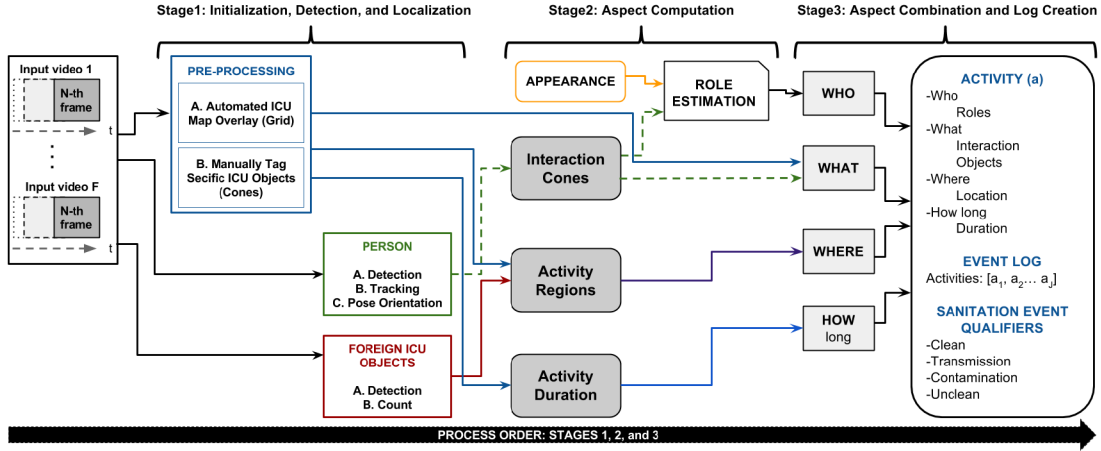 Stage1: Initialization, Detection, and Localization
Stage2: Aspect Computation
Stage3: Aspect Combination and Log Creation
Input video 1
N-th
frame
t
Input video F
N-th
frame
t
PRE-PROCESSING
A. Automated ICU
Map Overlay (Grid)
B. Manually Tag
Secific ICU Objects
(Cones)
PERSON
A. Detection
B. Tracking
C. Pose Orientation
FOREIGN ICU
OBJECTS
A. Detection
B. Count
APPEARANCE
ROLE
ESTIMATION
Interaction
Cones
Activity
Regions
Activity
Duration
WHO
WHAT
WHERE
HOW
long
ACTIVITY (a)
-Who
Roles
-What
Interaction
Objects
-Where
Location
-How long
Duration
EVENT LOG
Activities: [a1, a2... aJ]
SANITATION EVENT
QUALIFIERS
-Clean
-Transmission
-Contamination
-Unclean
PROCESS ORDER: STAGES 1, 2, and 3